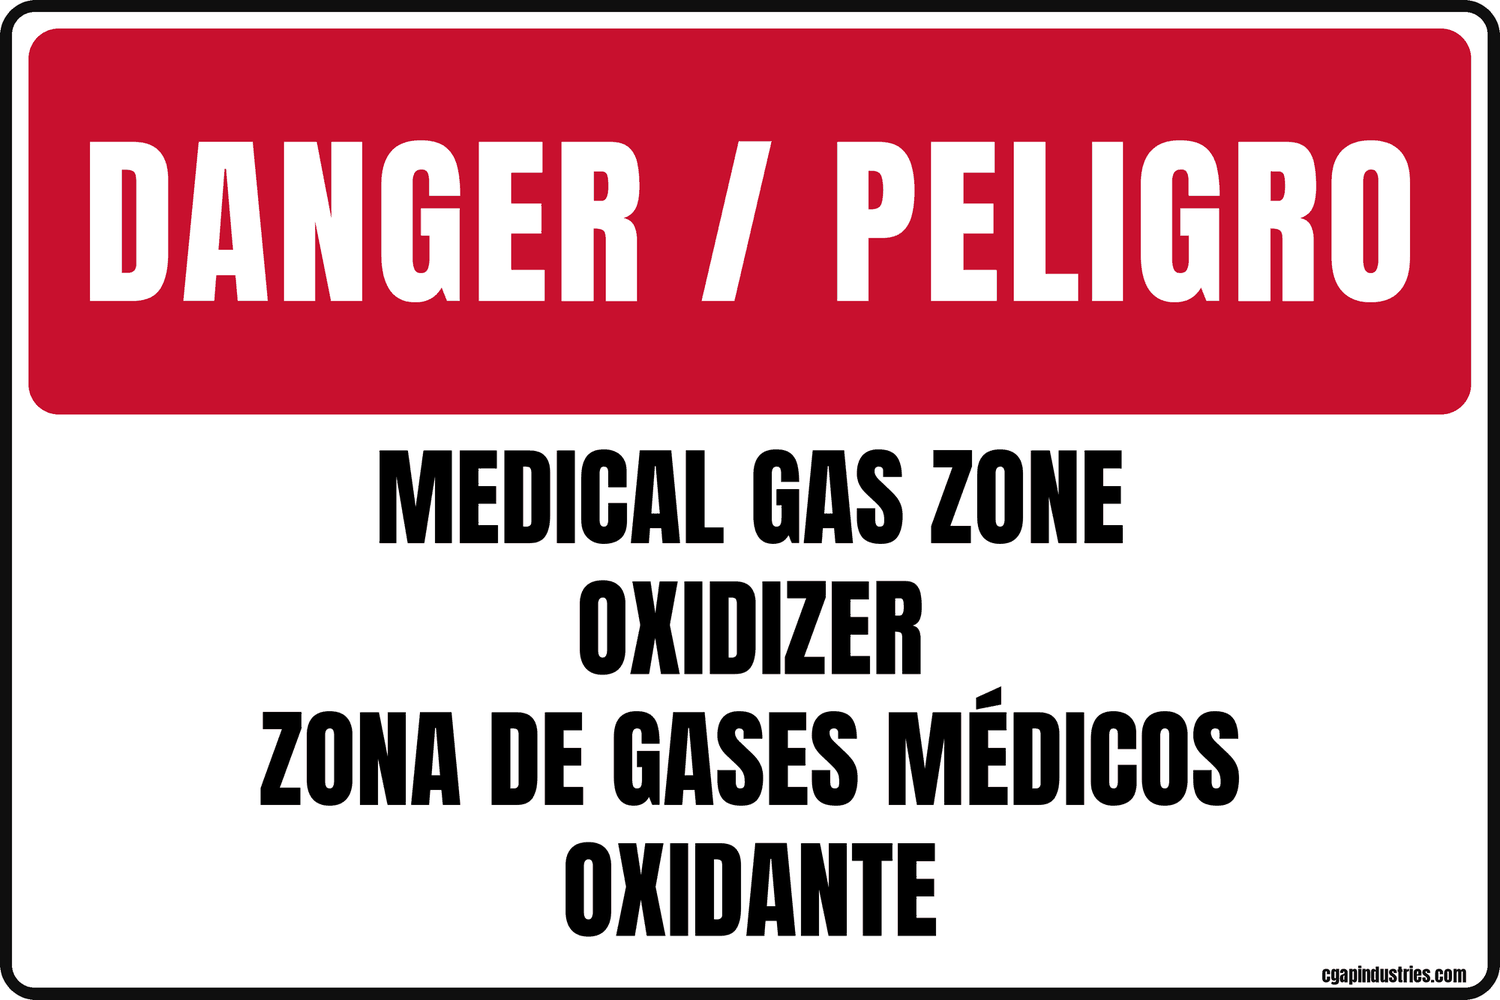 DANGER / PELIGRO
MEDICAL GAS ZONE
OXIDIZER
ZONA DE GASES MÉDICOS
OXIDANTE
cgapindustries.com